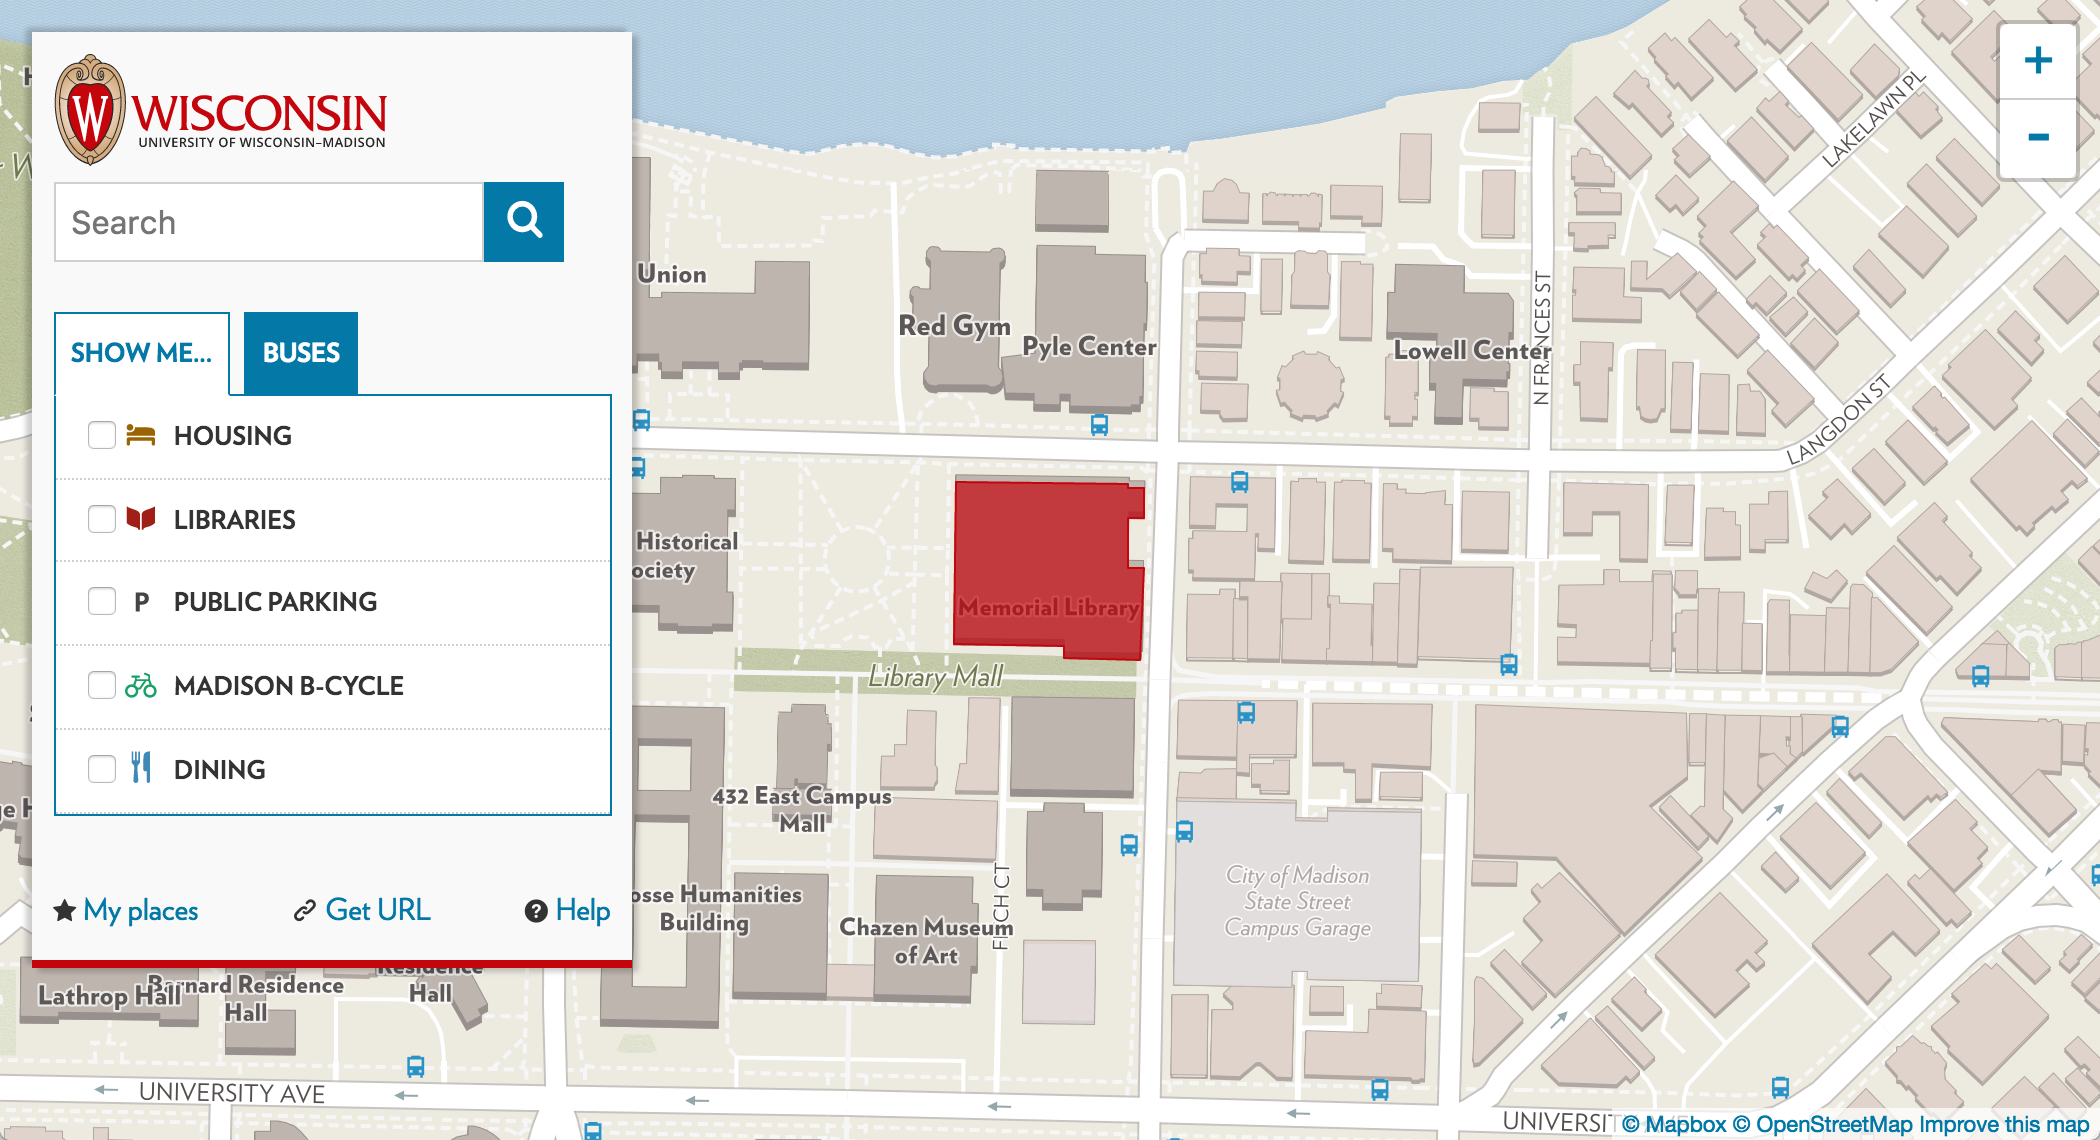 W
WISCONSIN
UNIVERSITY OF WISCONSIN–MADISON
Search
SHOW ME...
BUSES
HOUSING
LIBRARIES
P PUBLIC PARKING
MADISON B-CYCLE
DINING
My places
Get URL
? Help
+
-
LAKELAWN PL
Union
Red Gym
Pyle Center
Lowell Center
N FRANCES ST
LANGDON ST
Historical
ociety
Memorial Library
Library Mall
432 East Campus
Mall
osse Humanities
Building
Chazen Museum
of Art
FITCH CT
City of Madison
State Street
Campus Garage
Lathrop Hall
Barnard Residence
Hall
Residence
Hall
UNIVERSITY AVE
UNIVERSIT
© Mapbox © OpenStreetMap Improve this map